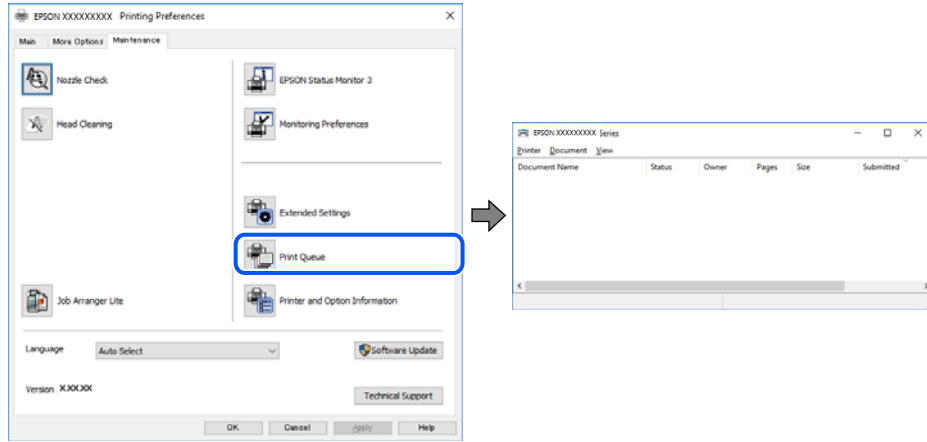 EPSON XXXXXXXXX Printing Preferences
Main More Options Maintenance
Nozzle Check
EPSON Status Monitor 3
Head Cleaning
Monitoring Preferences
Extended Settings
Print Queue
Job Arranger Lite
Printer and Option Information
Language Auto Select
Software Update
Version: X.XX.XX
Technical Support
OK Cancel Apply Help
EPSON XXXXXXXXX Series
Printer Document View
Document Name Status Owner Pages Size Submitted